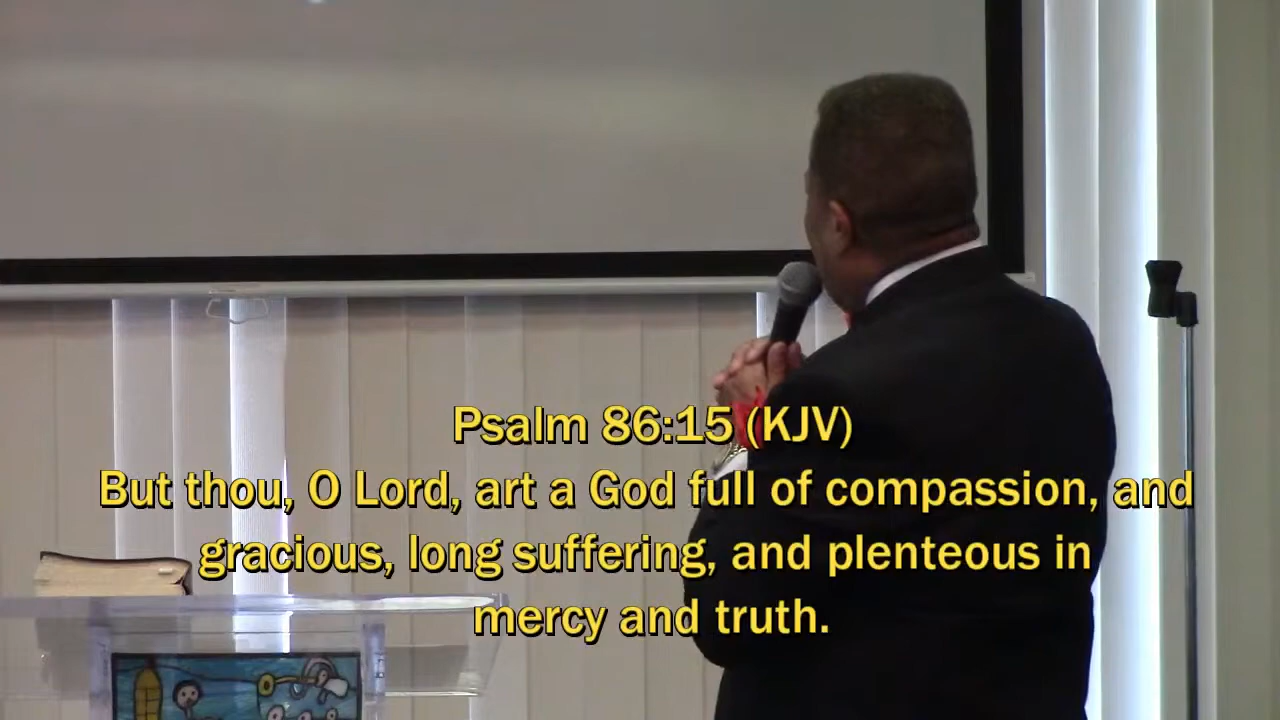 Psalm 86:15 (KJV)
But thou, O Lord, art a God full of compassion, and
gracious, long suffering, and plenteous in
mercy and truth.